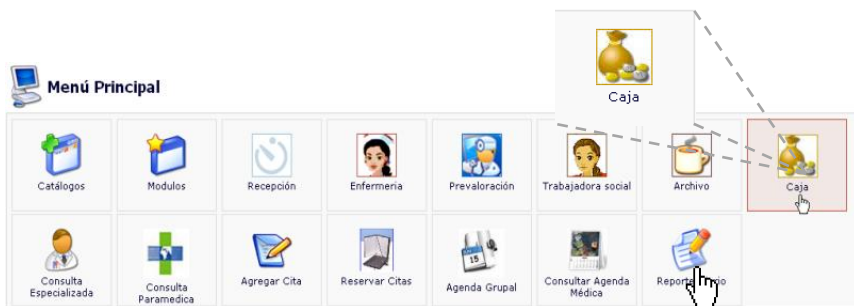 Caja
Menú Principal
Catálogos
Modulos
Recepción
Enfermeria
Prevaloración
Trabajadora social
Archivo
Caja
Consulta
Especializada
Consulta
Paramedica
Agregar Cita
Reservar Citas
15
Agenda Grupal
Consultar Agenda
Médica